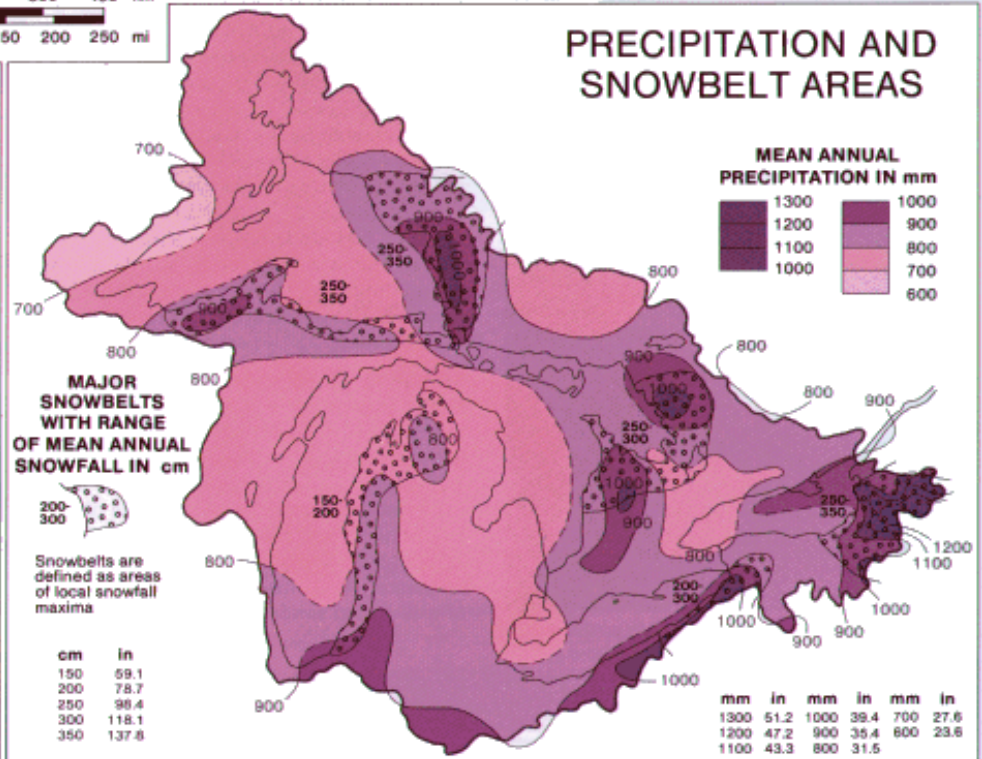 50 200 250 mi
PRECIPITATION AND
SNOWBELT AREAS
MEAN ANNUAL
PRECIPITATION IN mm
1300
1200
1100
1000
1000
900
800
700
600
700
700
800
800
900
250-
350
900
1000
250-
350
900
800
800
800
900
900
1000
250-
300
1000
900
800
150-
200
800
800
900
250-
350
1200
1100
1000
900
900
1000
200-
300
1000
MAJOR
SNOWBELTS
WITH RANGE
OF MEAN ANNUAL
SNOWFALL IN cm
200-
300
Snowbelts are
defined as areas
of local snowfall
maxima
cm in
150 59.1
200 78.7
250 98.4
300 118.1
350 137.8
mm in mm in mm in
1300 51.2 1000 39.4 700 27.6
1200 47.2 900 35.4 600 23.6
1100 43.3 800 31.5